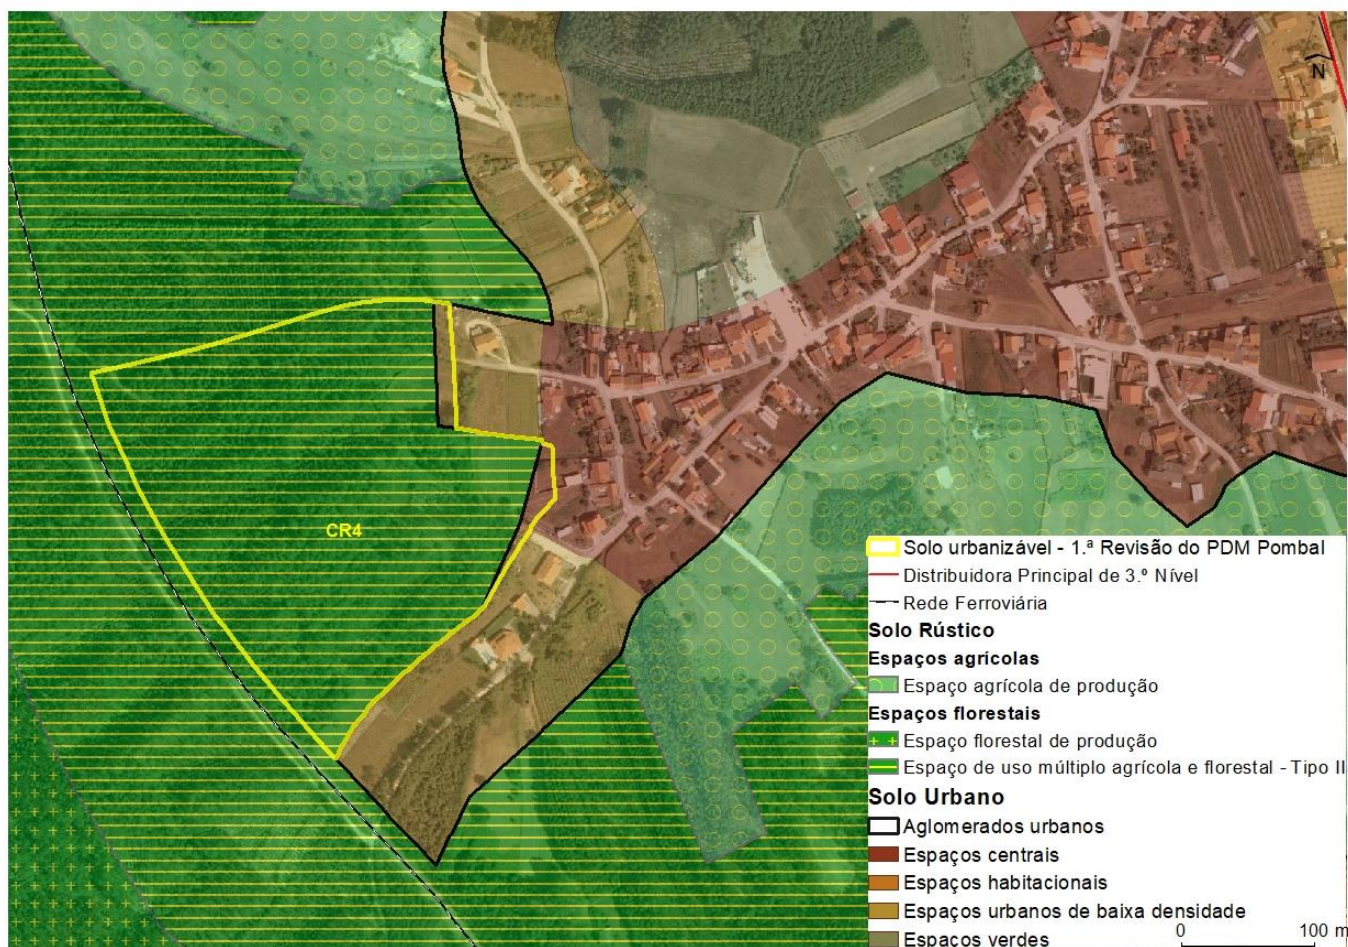 N
CR4
Solo urbanizável - 1.ª Revisão do PDM Pombal
Distribuidora Principal de 3.º Nível
Rede Ferroviária
Solo Rústico
Espaços agrícolas
Espaço agrícola de produção
Espaços florestais
Espaço florestal de produção
Espaço de uso múltiplo agrícola e florestal - Tipo II
Solo Urbano
Aglomerados urbanos
Espaços centrais
Espaços habitacionais
Espaços urbanos de baixa densidade
Espaços verdes
0 100 m